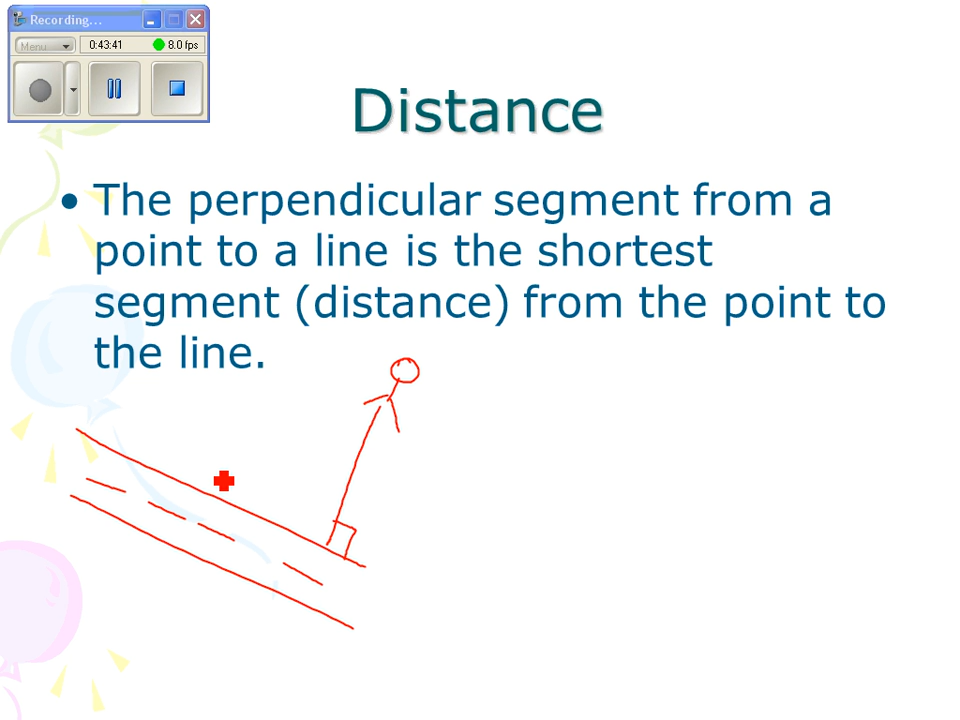 Recording...
Menu
0:43:41
8.0 fps
Distance
• The perpendicular segment from a
point to a line is the shortest
segment (distance) from the point to
the line.